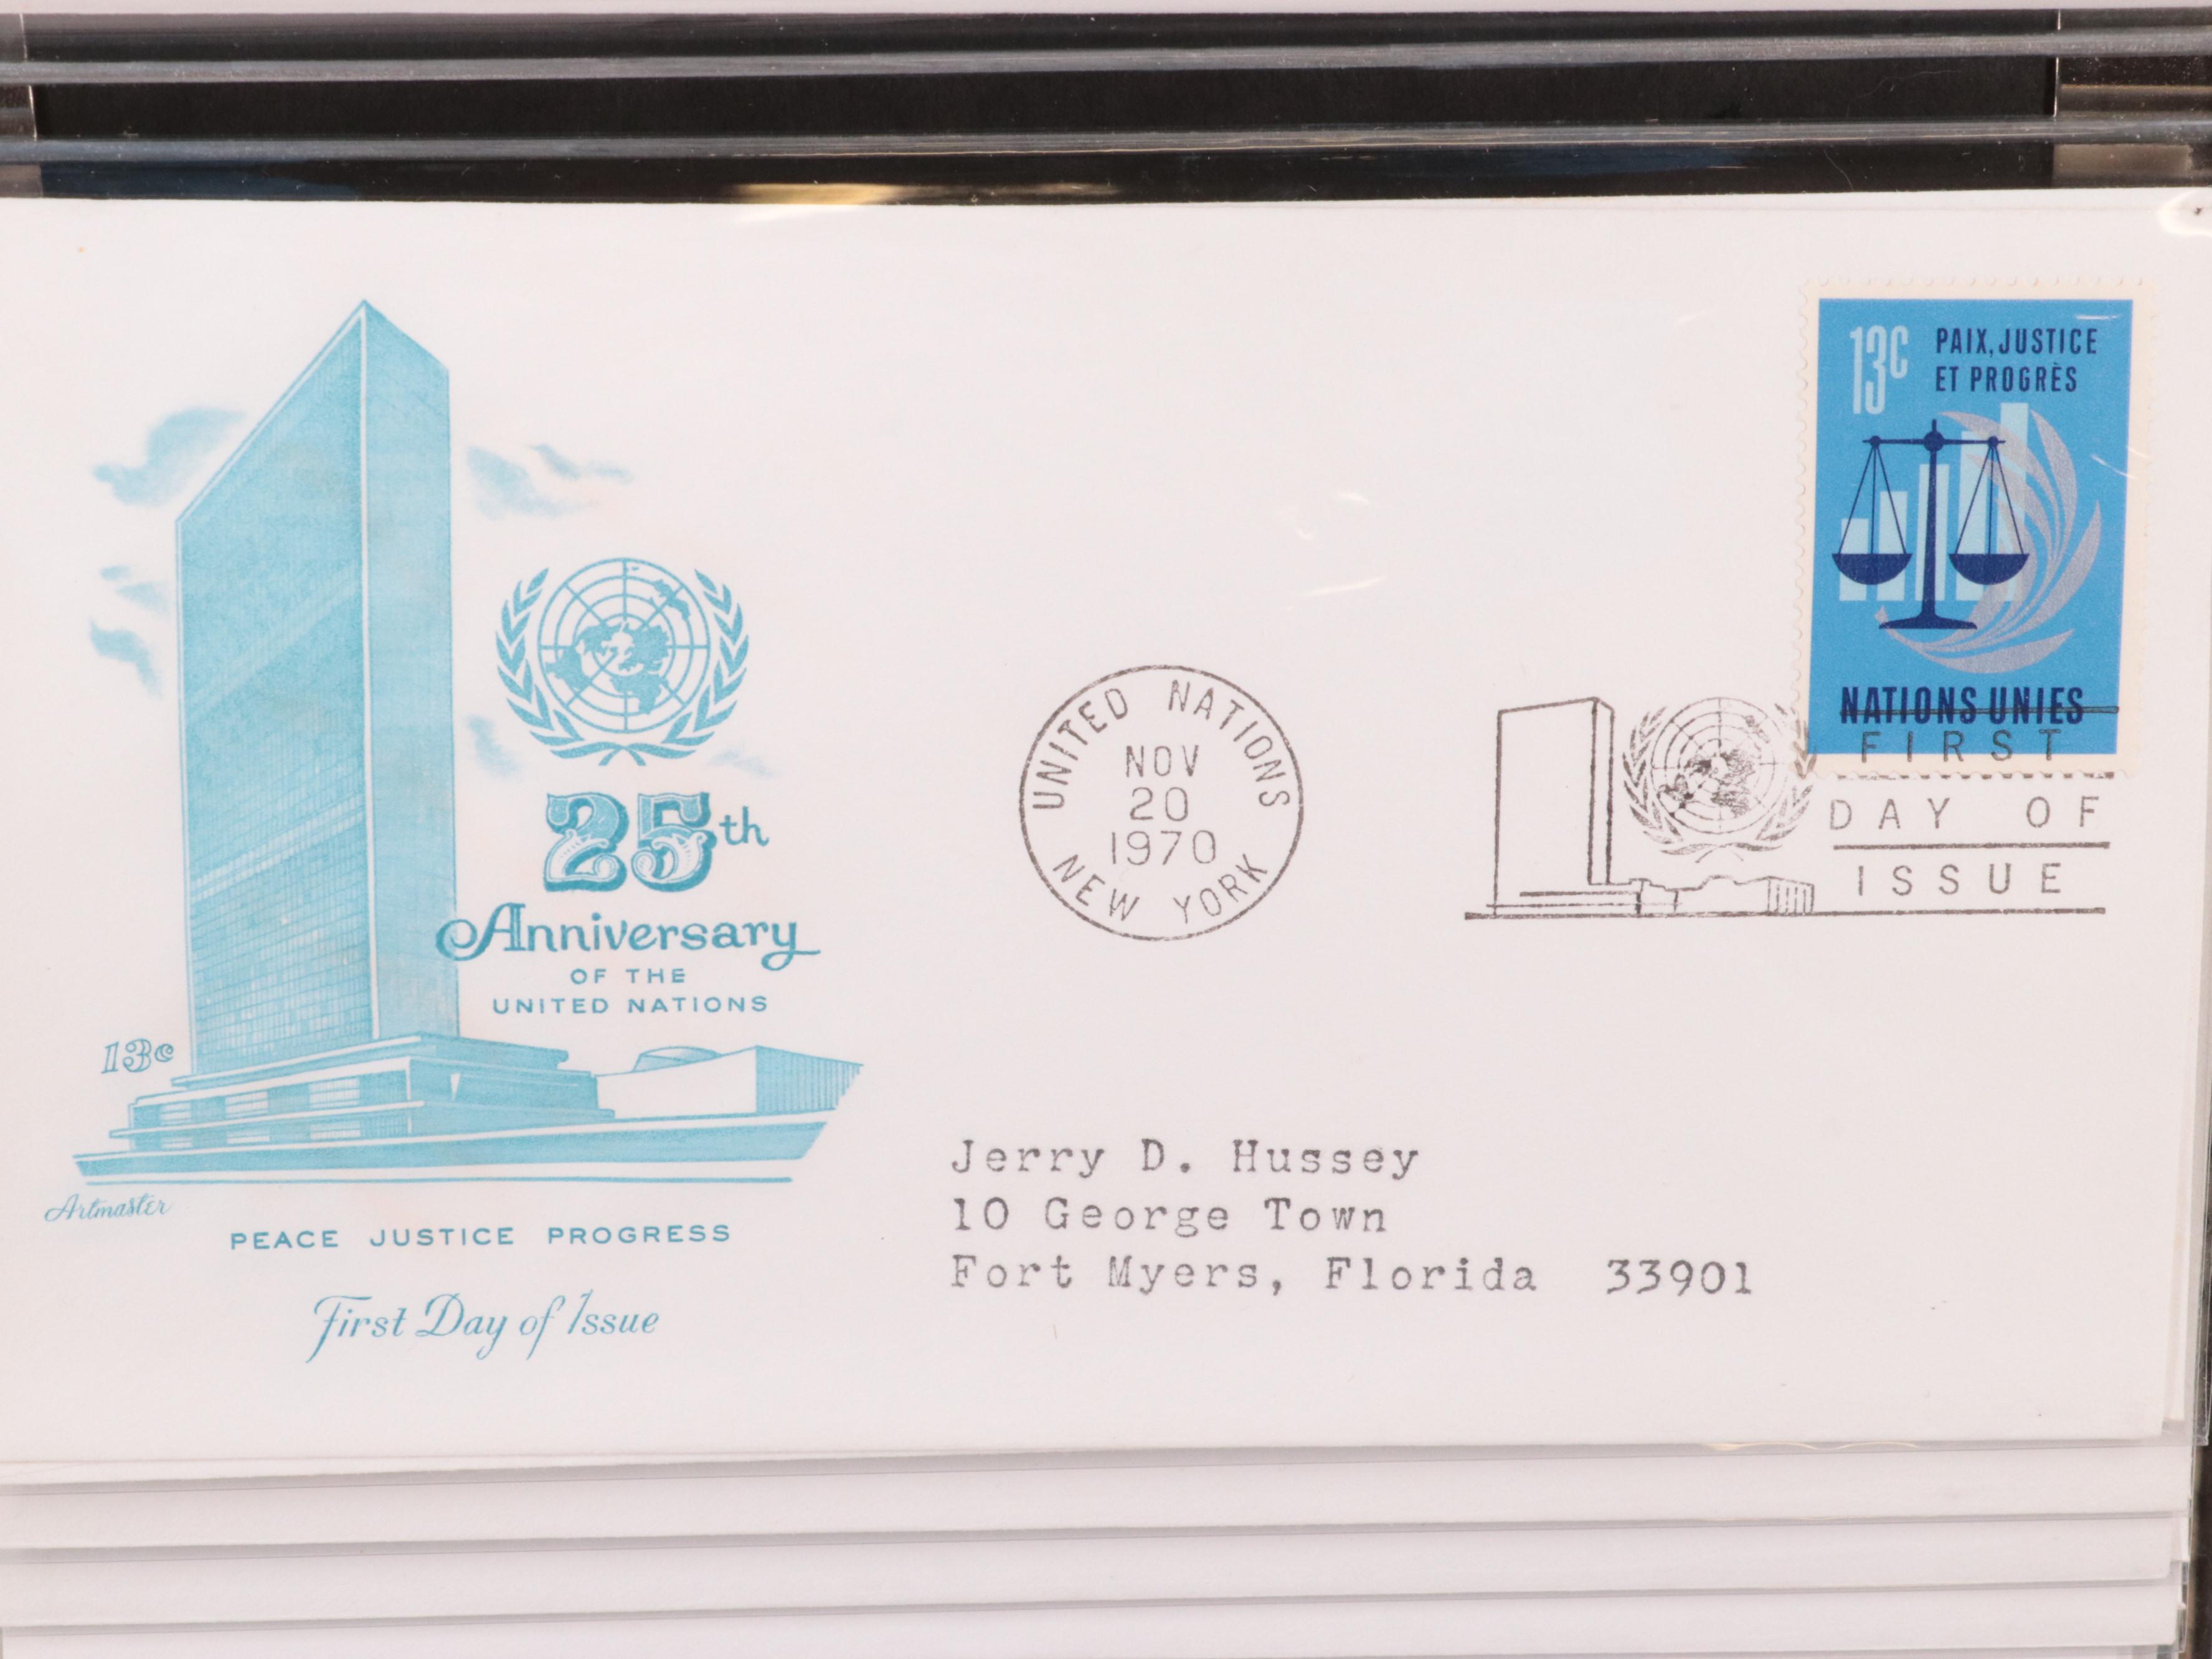 13c PAIX, JUSTICE
ET PROGRÈS
NATIONS UNIES
25th
Anniversary
OF THE
UNITED NATIONS
13c
Artmaster
PEACE JUSTICE PROGRESS
First Day of Issue
UNITED NATIONS
NOV
20
1970
NEW YORK
FIRST
DAY OF
ISSUE
Jerry D. Hussey
10 George Town
Fort Myers, Florida 33901